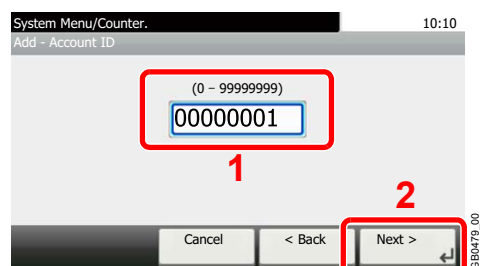 System Menu/Counter. 10:10
Add - Account ID
(0 - 99999999)
00000001
1
2
Cancel < Back Next >
GB0479_00